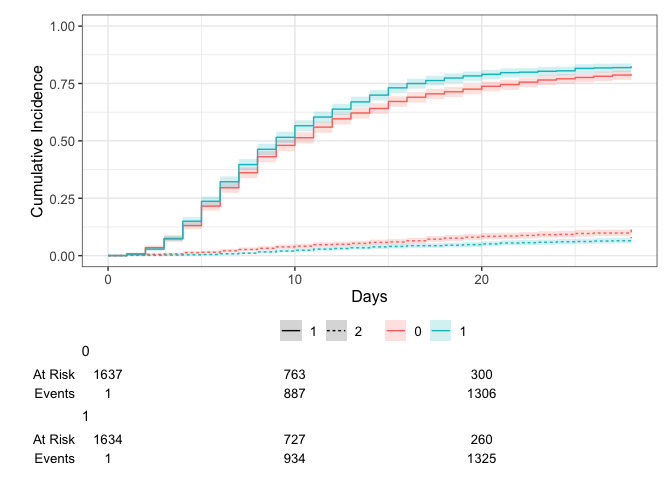 1.00
0.75
0.50
0.25
0.00
Cumulative Incidence
0 10 20
Days
1 2 0 1
0
At Risk 1637 763 300
Events 1 887 1306
1
At Risk 1634 727 260
Events 1 934 1325